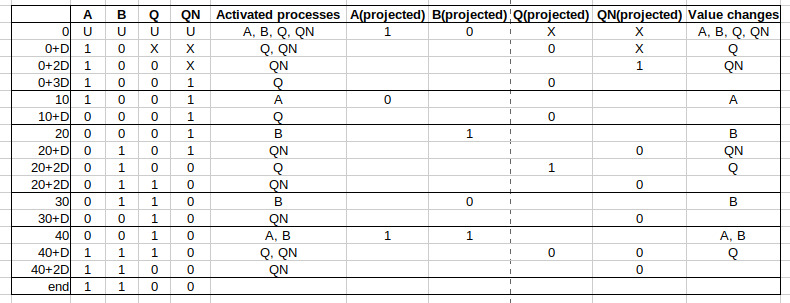 A B Q QN Activated processes A(projected) B(projected) Q(projected) QN(projected) Value changes
0 U U U U A, B, Q, QN 1 0 X X A, B, Q, QN
0+D 1 0 X X Q, QN 0 X Q
0+2D 1 0 0 X QN 1 QN
0+3D 1 0 0 1 Q 0
10 1 0 0 1 A 0 A
10+D 0 0 0 1 Q 0
20 0 0 0 1 B 1 B
20+D 0 1 0 1 QN 0 QN
20+2D 0 1 0 0 Q 1 Q
20+2D 0 1 1 0 QN 0
30 0 1 1 0 B 0 B
30+D 0 0 1 0 QN 0
40 0 0 1 0 A, B 1 1 A, B
40+D 1 1 1 0 Q, QN 0 0 Q
40+2D 1 1 0 0 QN 0
end 1 1 0 0